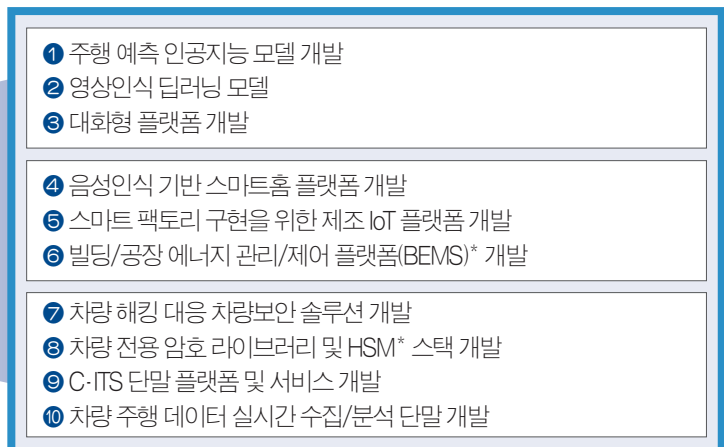 ❶ 주행 예측 인공지능 모델 개발
❷ 영상인식 딥러닝 모델
❸ 대화형 플랫폼 개발
❹ 음성인식 기반 스마트홈 플랫폼 개발
❺ 스마트 팩토리 구현을 위한 제조 IoT 플랫폼 개발
❻ 빌딩/공장 에너지 관리/제어 플랫폼(BEMS)* 개발
❼ 차량 해킹 대응 차량보안 솔루션 개발
❽ 차량 전용 암호 라이브러리 및 HSM* 스택 개발
❾ C-ITS 단말 플랫폼 및 서비스 개발
❿ 차량 주행 데이터 실시간 수집/분석 단말 개발